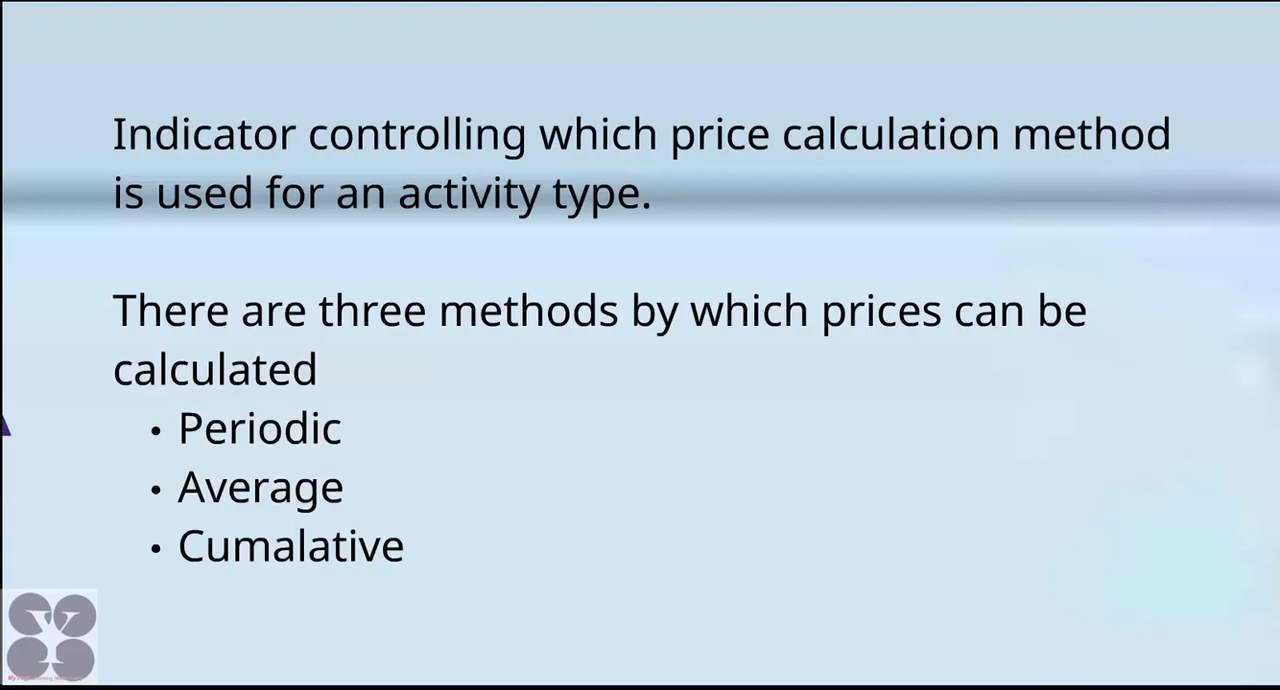 Indicator controlling which price calculation method
is used for an activity type.
There are three methods by which prices can be
calculated
• Periodic
• Average
• Cumalative